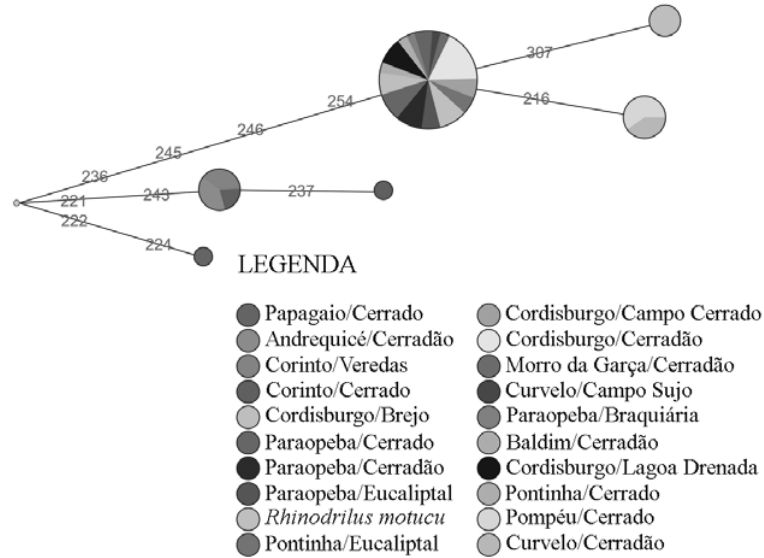 307
216
254
246
245
236
221
243
237
222
224
LEGENDA
Papagaio/Cerrado
Andrequicé/Cerradão
Corinto/Veredas
Corinto/Cerrado
Cordisburgo/Brejo
Paraopeba/Cerrado
Paraopeba/Cerradão
Paraopeba/Eucaliptal
Rhinodrilus motucu
Pontinha/Eucaliptal
Cordisburgo/Campo Cerrado
Cordisburgo/Cerradão
Morro da Garça/Cerradão
Curvelo/Campo Sujo
Paraopeba/Braquiária
Baldim/Cerradão
Cordisburgo/Lagoa Drenada
Pontinha/Cerrado
Pompéu/Cerrado
Curvelo/Cerradão